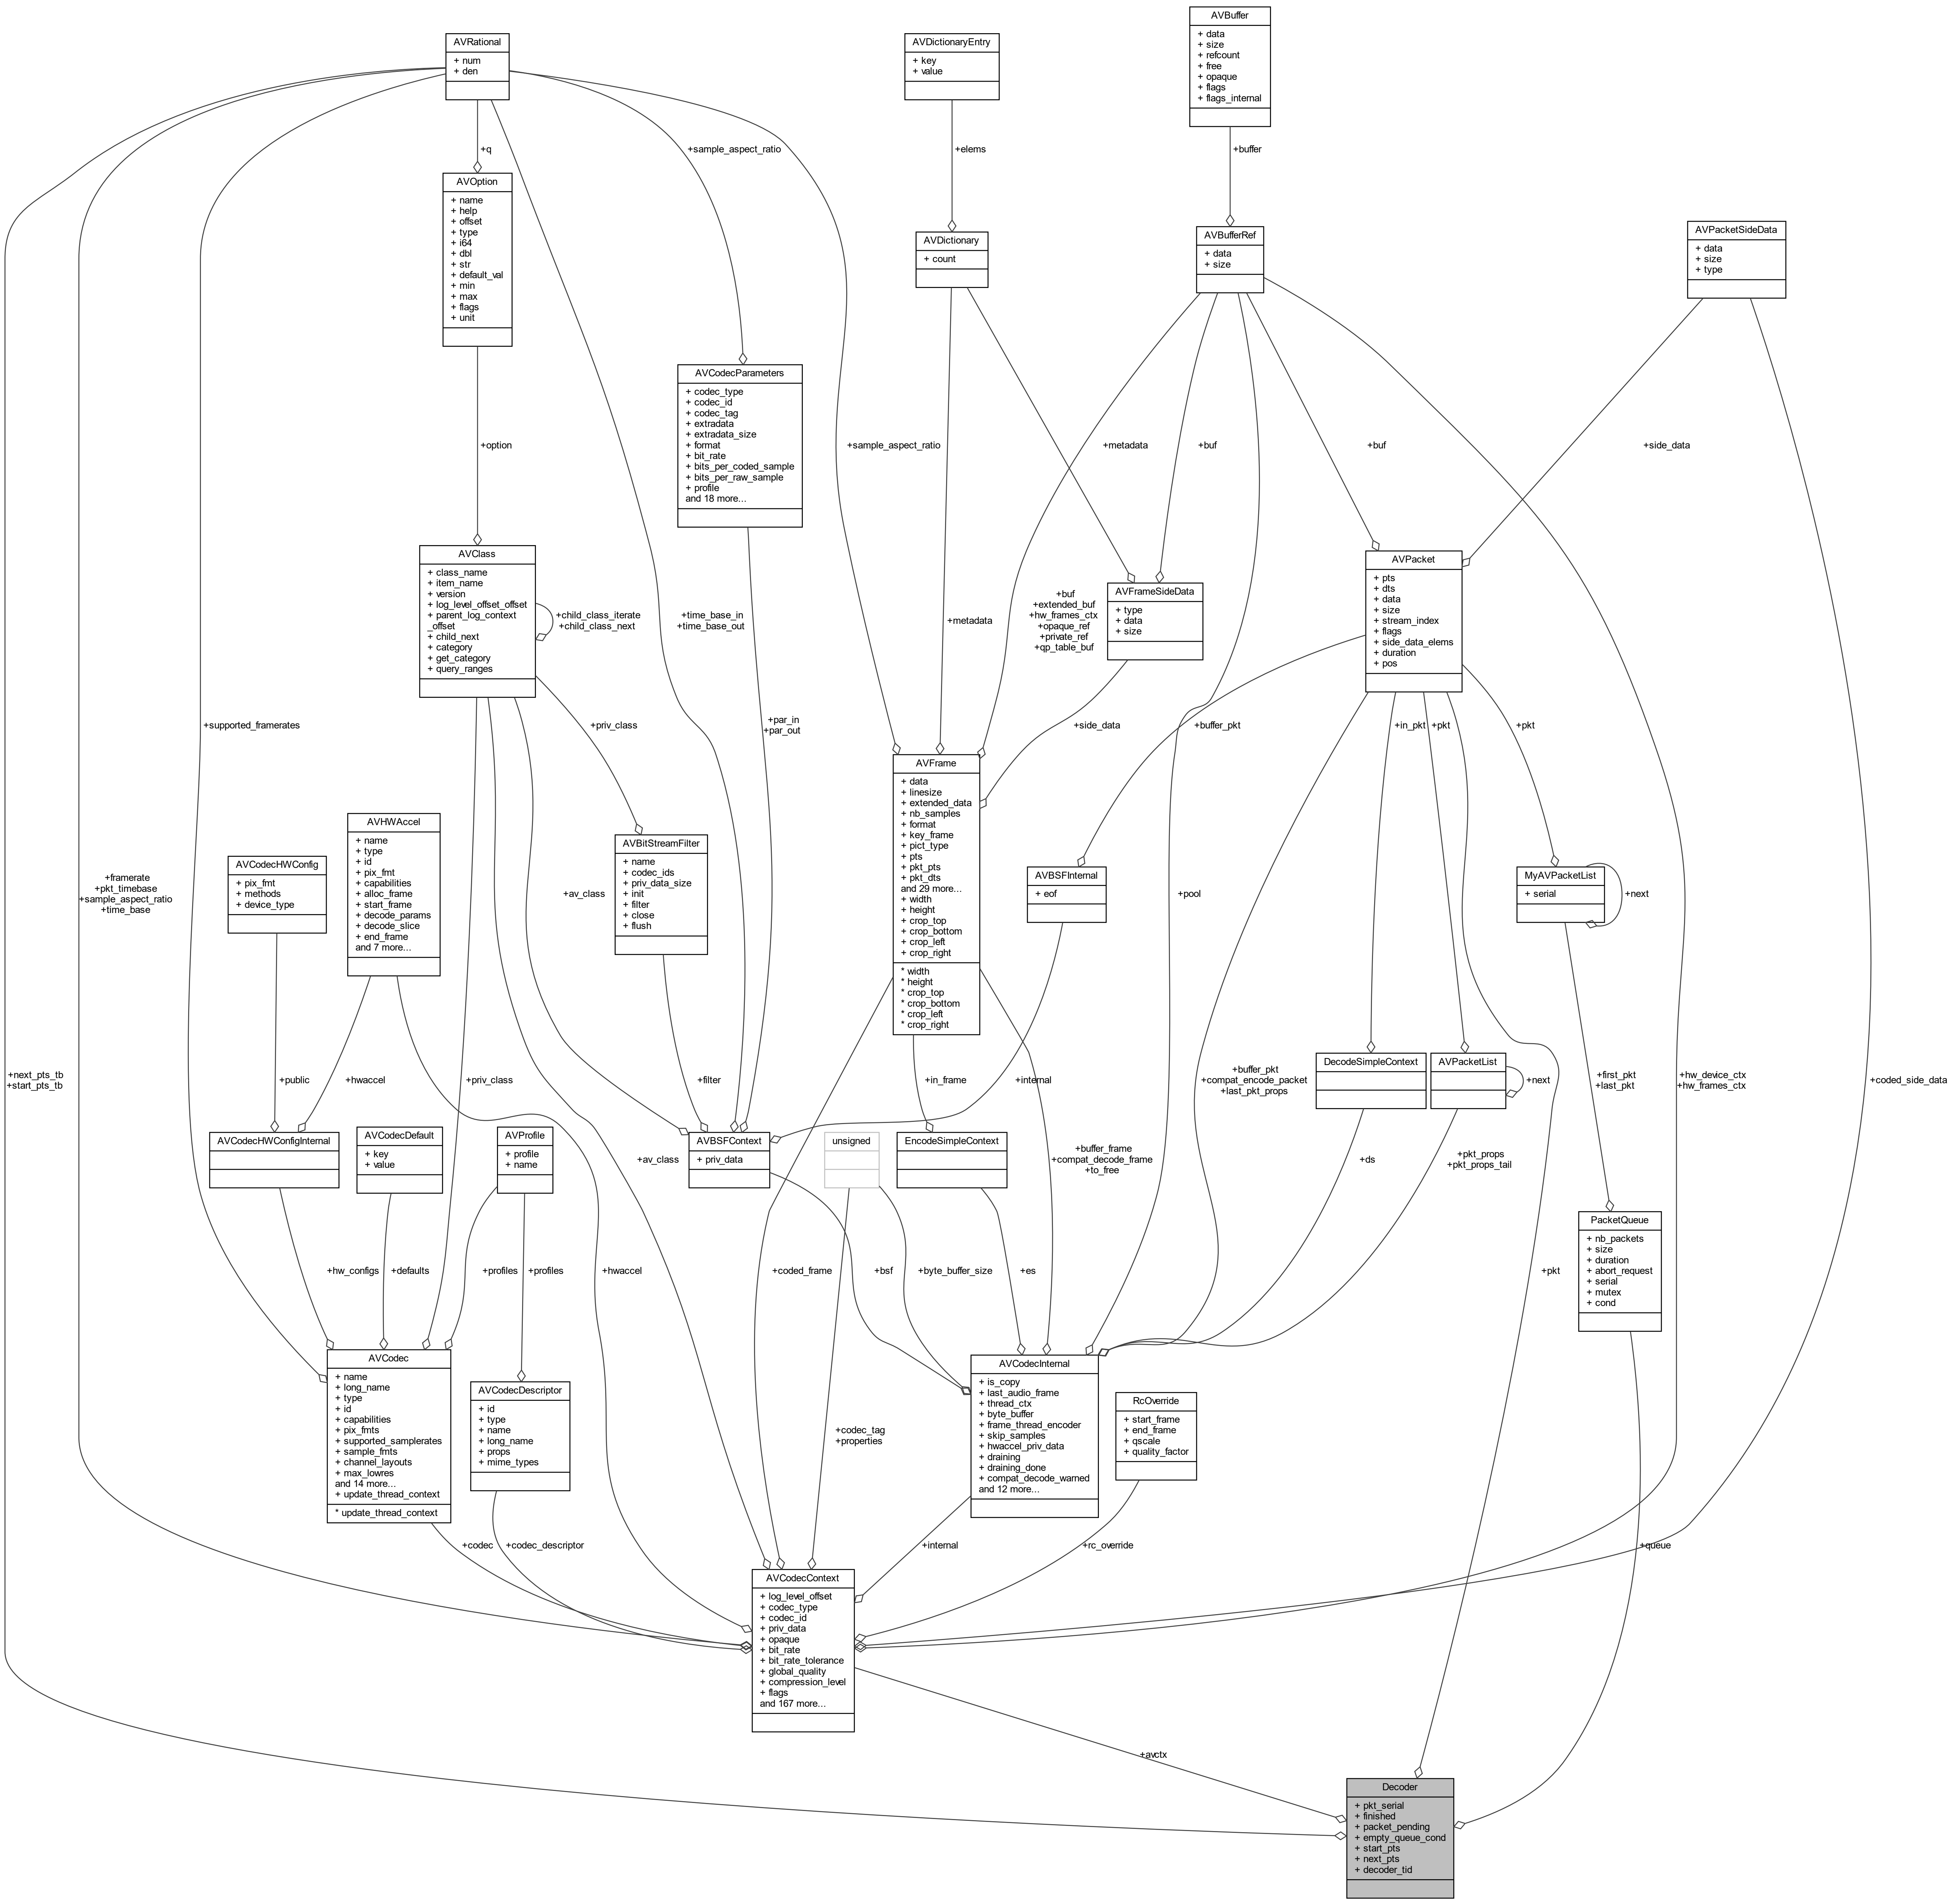 AVBuffer
+ data
+ size
+ refcount
+ free
+ opaque
+ flags
+ flags_internal
AVRational
+ num
+ den
AVDictionaryEntry
+ key
+ value
+q
+sample_aspect_ratio
+elems
+buffer
AVOption
+ name
+ help
+ offset
+ type
+ i64
+ dbl
+ str
+ default_val
+ min
+ max
+ flags
+ unit
AVDictionary
+ count
AVBufferRef
+ data
+ size
AVPacketSideData
+ data
+ size
+ type
AVCodecParameters
+ codec_type
+ codec_id
+ codec_tag
+ extradata
+ extradata_size
+ format
+ bit_rate
+ bits_per_coded_sample
+ bits_per_raw_sample
+ profile
and 18 more...
+option
+sample_aspect_ratio
+metadata
+buf
+buf
+side_data
AVClass
+ class_name
+ item_name
+ version
+ log_level_offset_offset
+ parent_log_context
_offset
+ child_next
+ category
+ get_category
+ query_ranges
+child_class_iterate
+child_class_next
+time_base_in
+time_base_out
+metadata
+buf
+extended_buf
+hw_frames_ctx
+opaque_ref
+private_ref
+qp_table_buf
AVFrameSideData
+ type
+ data
+ size
AVPacket
+ pts
+ dts
+ data
+ size
+ stream_index
+ flags
+ side_data_elems
+ duration
+ pos
+supported_framerates
+priv_class
+par_in
+par_out
+side_data
+buffer_pkt
+in_pkt
+pkt
+pkt
AVFrame
+ data
+ linesize
+ extended_data
+ nb_samples
+ format
+ key_frame
+ pict_type
+ pts
+ pkt_pts
+ pkt_dts
and 29 more...
+ width
+ height
+ crop_top
+ crop_bottom
+ crop_left
+ crop_right
* width
* height
* crop_top
* crop_bottom
* crop_left
* crop_right
AVHWAccel
+ name
+ type
+ id
+ pix_fmt
+ capabilities
+ alloc_frame
+ start_frame
+ decode_params
+ decode_slice
+ end_frame
and 7 more...
AVCodecHWConfig
+ pix_fmt
+ methods
+ device_type
AVBitStreamFilter
+ name
+ codec_ids
+ priv_data_size
+ init
+ filter
+ close
+ flush
+framerate
+pkt_timebase
+sample_aspect_ratio
+time_base
+av_class
AVBSFInternal
+ eof
+pool
MyAVPacketList
+ serial
+next
+next_pts_tb
+start_pts_tb
+public
+hwaccel
+priv_class
+filter
+in_frame
+internal
+buffer_pkt
+compat_encode_packet
+last_pkt_props
DecodeSimpleContext
AVPacketList
+next
+first_pkt
+last_pkt
+hw_device_ctx
+hw_frames_ctx
+coded_side_data
AVCodecHWConfigInternal
AVCodecDefault
+ key
+ value
AVProfile
+ profile
+ name
+av_class
AVBSFContext
+ priv_data
unsigned
EncodeSimpleContext
+buffer_frame
+compat_decode_frame
+to_free
+ds
+pkt_props
+pkt_props_tail
PacketQueue
+ nb_packets
+ size
+ duration
+ abort_request
+ serial
+ mutex
+ cond
+hw_configs
+defaults
+profiles
+profiles
+hwaccel
+coded_frame
+bsf
+byte_buffer_size
+es
+pkt
AVCodec
+ name
+ long_name
+ type
+ id
+ capabilities
+ pix_fmts
+ supported_samplerates
+ sample_fmts
+ channel_layouts
+ max_lowres
and 14 more...
+ update_thread_context
* update_thread_context
AVCodecDescriptor
+ id
+ type
+ name
+ long_name
+ props
+ mime_types
+codec_tag
+properties
AVCodecInternal
+ is_copy
+ last_audio_frame
+ thread_ctx
+ byte_buffer
+ frame_thread_encoder
+ skip_samples
+ hwaccel_priv_data
+ draining
+ draining_done
+ compat_decode_warned
and 12 more...
RcOverride
+ start_frame
+ end_frame
+ qscale
+ quality_factor
+codec
+codec_descriptor
+internal
+rc_override
+queue
AVCodecContext
+ log_level_offset
+ codec_type
+ codec_id
+ priv_data
+ opaque
+ bit_rate
+ bit_rate_tolerance
+ global_quality
+ compression_level
+ flags
and 167 more...
+avctx
Decoder
+ pkt_serial
+ finished
+ packet_pending
+ empty_queue_cond
+ start_pts
+ next_pts
+ decoder_tid